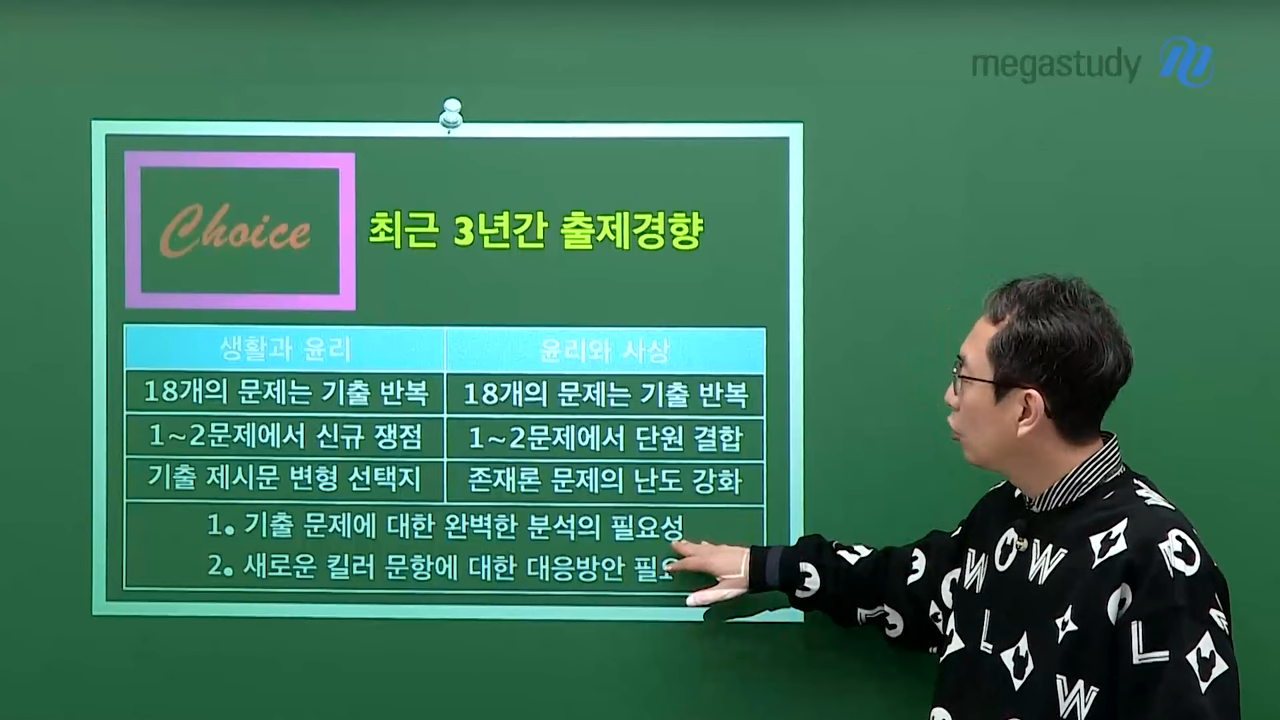 megastudy
Choice
최근 3년간 출제경향
생활과 윤리
윤리와 사상
18개의 문제는 기출 반복
18개의 문제는 기출 반복
1~2문제에서 신규 쟁점
1~2문제에서 단원 결합
기출 제시문 변형 선택지
존재론 문제의 난도 강화
1. 기출 문제에 대한 완벽한 분석의 필요성
2. 새로운 킬러 문항에 대한 대응방안
WOW
L
L
W